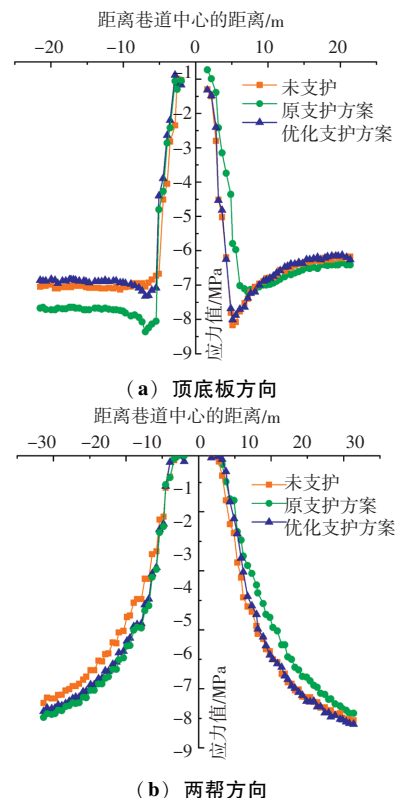 距离巷道中心的距离/m
-20 -10 0 10 20
-1
-2
-3
-4
-5
-6
-7
-8
-9
未支护
原支护方案
优化支护方案
应力值/MPa
(a) 顶底板方向
距离巷道中心的距离/m
-30 -20 -10 0 10 20 30
-1
-2
-3
-4
-5
-6
-7
-8
-9
未支护
原支护方案
优化支护方案
应力值/MPa
(b) 两帮方向